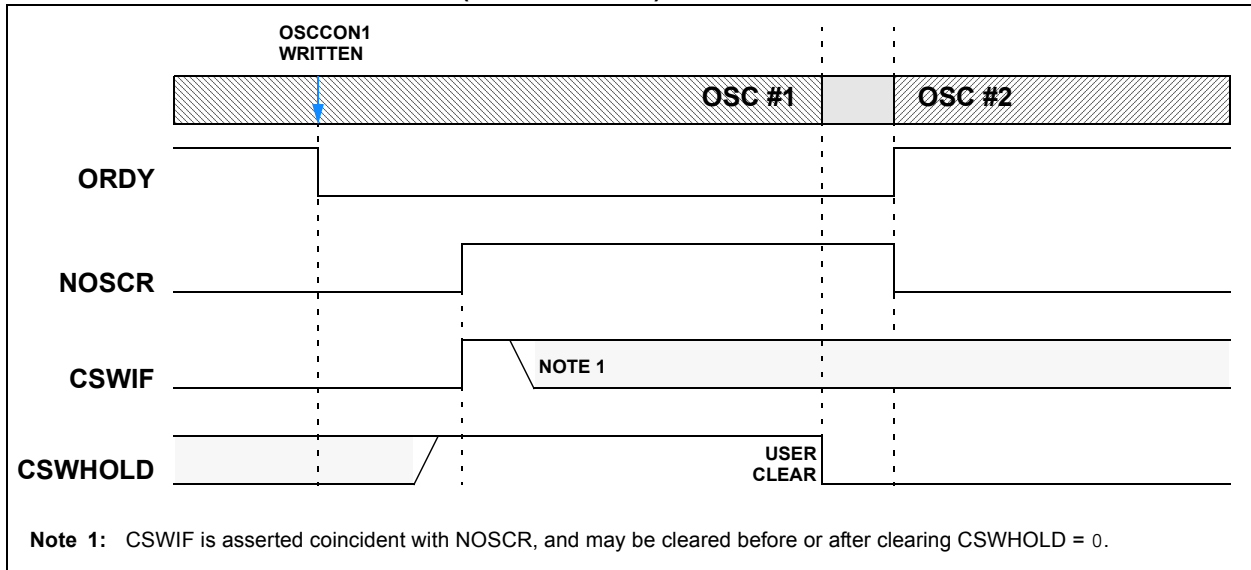 OSCCON1
WRITTEN
OSC #1
OSC #2
ORDY
NOSCR
CSWIF
NOTE 1
CSWHOLD
USER
CLEAR
Note 1: CSWIF is asserted coincident with NOSCR, and may be cleared before or after clearing CSWHOLD = 0.